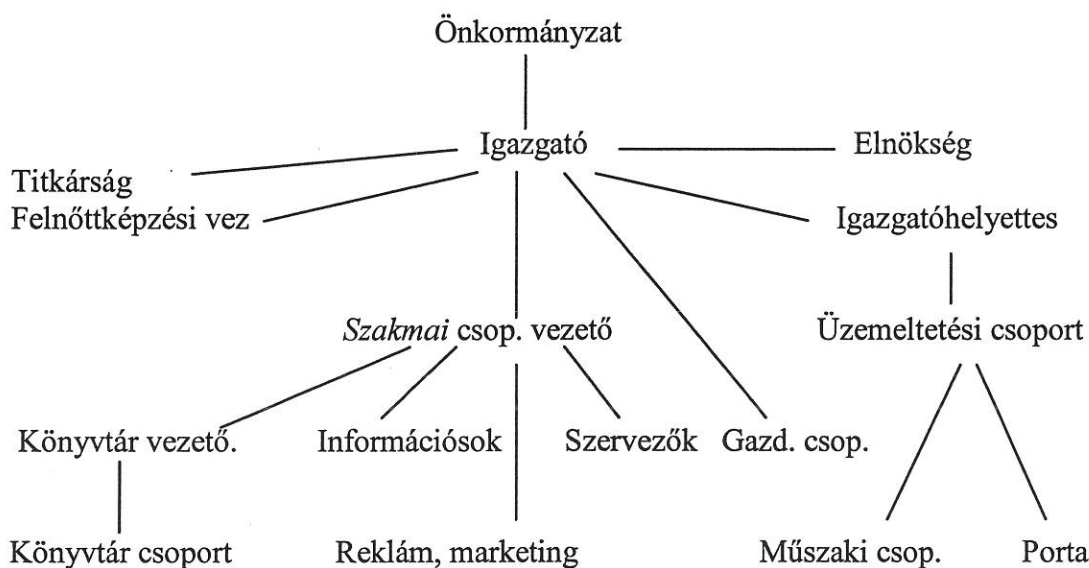 Önkormányzat
Igazgató
Elnökség
Titkárság
Felnőttképzési vez
Igazgatóhelyettes
Szakmai csop. vezető
Üzemeltetési csoport
Könyvtár vezető.
Információsok
Szervezők
Gazd. csop.
Könyvtár csoport
Reklám, marketing
Műszaki csop.
Porta